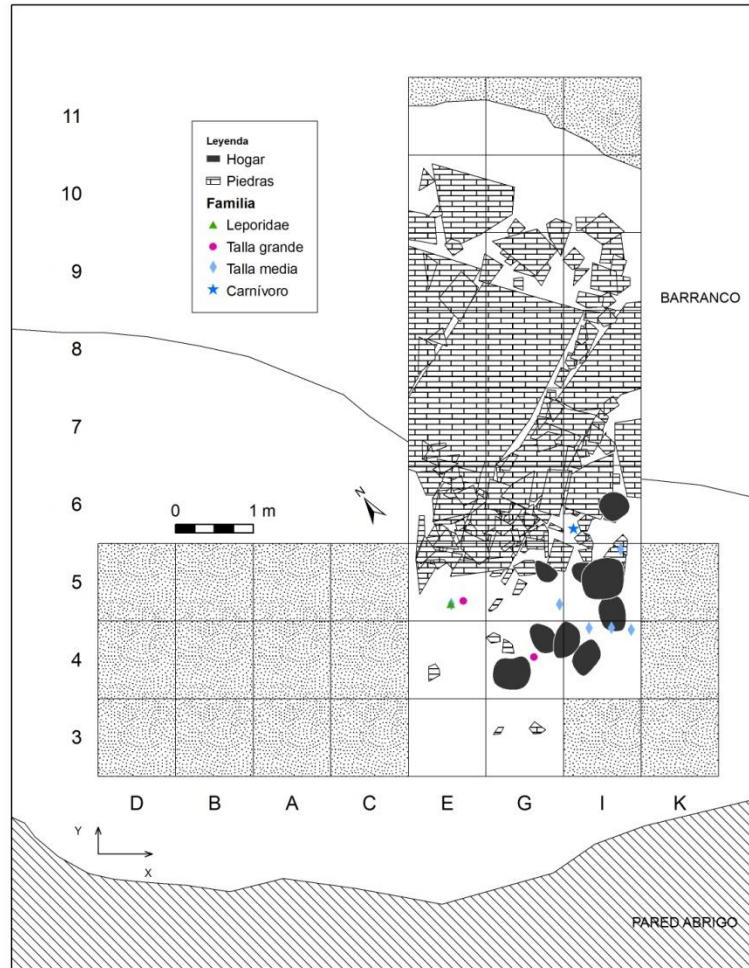 11
10
9
8
7
6
5
4
3
Leyenda
Hogar
Piedras
Familia
Leporidae
Talla grande
Talla media
Carnívoro
BARRANCO
N
0 1 m
D B A C E G I K
Y
X
PARED ABRIGO